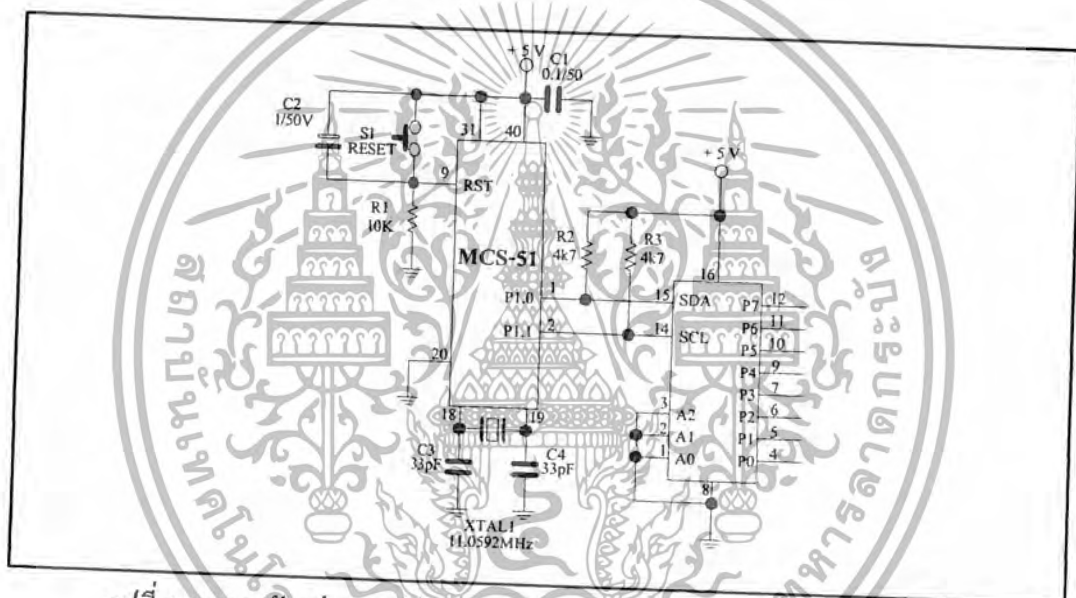 + 5 V
C1
0.1/50
C2
1/50V
S1
RESET
31
40
9
RST
R1
10K
MCS-51
P1.0
1
P1.1
2
20
18
19
C3
33pF
C4
33pF
XTAL1
11.0592MHz
+ 5 V
R2
4k7
R3
4k7
16
15
SDA
14
SCL
P7 12
P6 11
P5 10
P4 9
P3 7
P2 6
P1 5
P0 4
3 A2
2 A1
1 A0
8